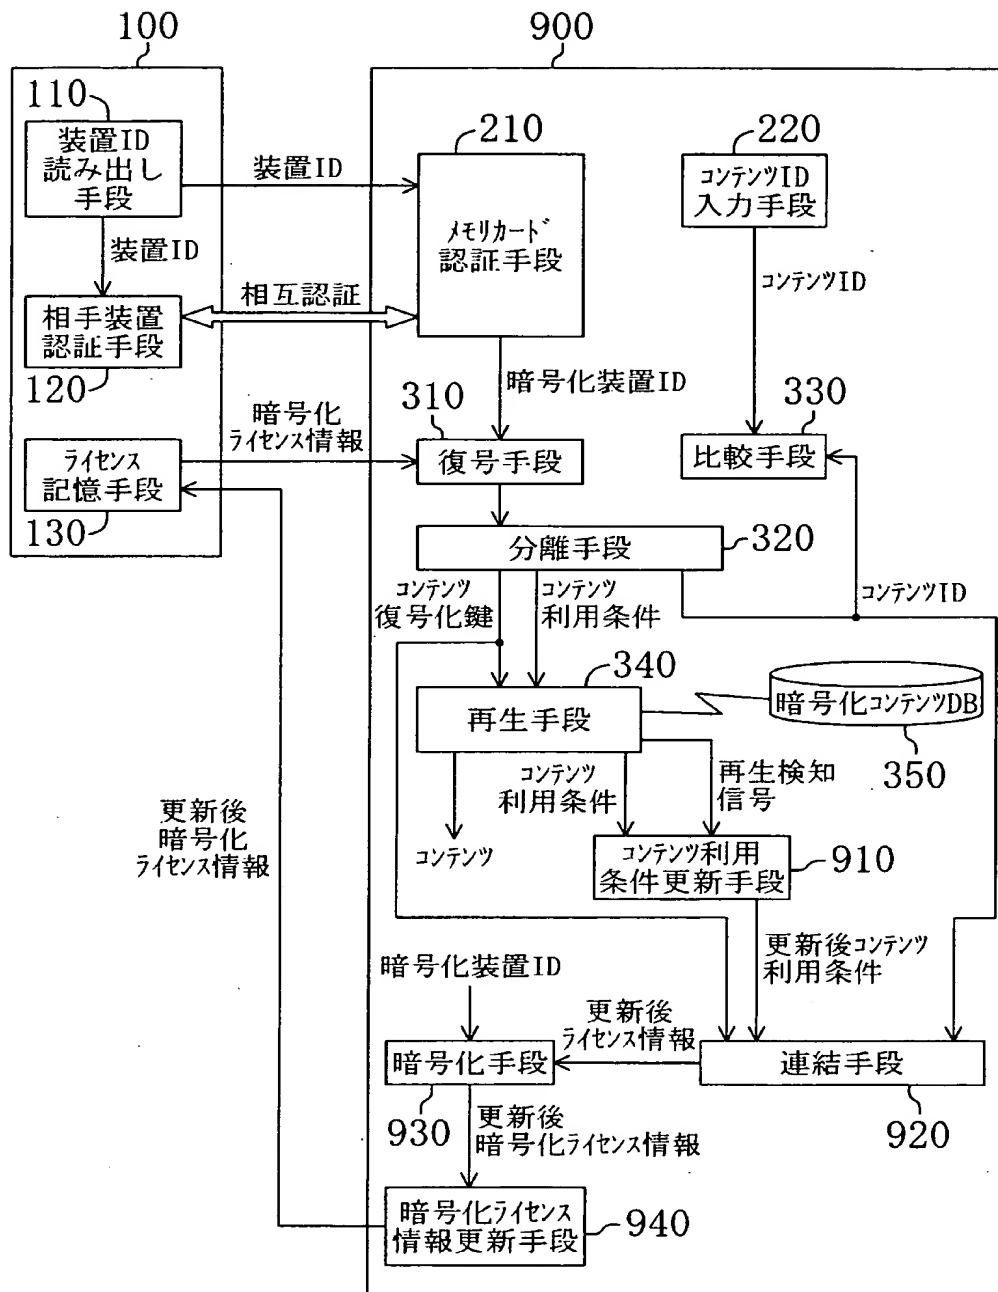 100
900
110
装置ID
読み出し
手段
装置ID
210
メモリカード
認証手段
220
コンテンツID
入力手段
装置ID
コンテンツID
相互認証
相手装置
認証手段
120
暗号化装置ID
310
復号手段
330
比較手段
暗号化
ライセンス情報
ライセンス
記憶手段
130
分離手段
320
コンテンツ
復号化鍵
コンテンツ
利用条件
コンテンツID
340
再生手段
暗号化コンテンツDB
350
コンテンツ
利用条件
再生検知
信号
コンテンツ
コンテンツ利用
条件更新手段
910
更新後
暗号化
ライセンス情報
更新後コンテンツ
利用条件
暗号化装置ID
更新後
ライセンス情報
暗号化手段
930
連結手段
920
更新後
暗号化ライセンス情報
暗号化ライセンス
情報更新手段
940